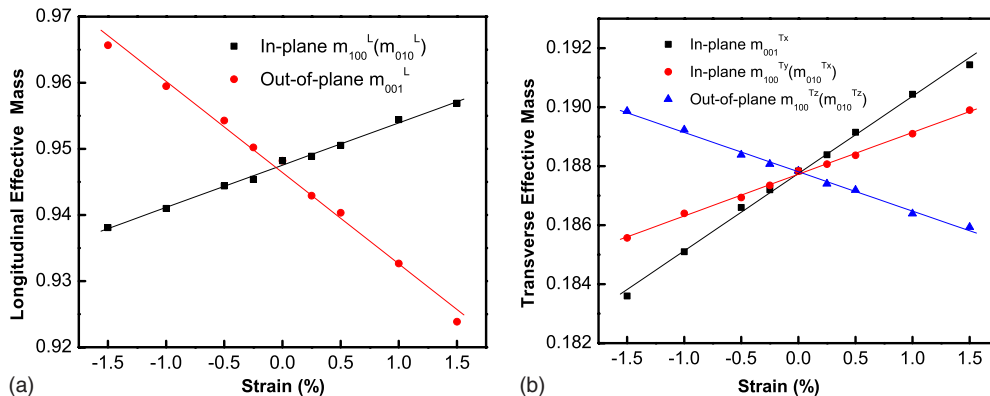 0.97
0.96
0.95
0.94
0.93
0.92
Longitudinal Effective Mass
In-plane m₁₀₀ᴸ(m₀₁₀ᴸ)
Out-of-plane m₀₀₁ᴸ
-1.5 -1.0 -0.5 0.0 0.5 1.0 1.5
Strain (%)
(a)
0.192
0.190
0.188
0.186
0.184
0.182
Transverse Effective Mass
In-plane m₀₀₁ᵀˣ
In-plane m₁₀₀ᵀʸ(m₀₁₀ᵀˣ)
Out-of-plane m₁₀₀ᵀᶻ(m₀₁₀ᵀᶻ)
-1.5 -1.0 -0.5 0.0 0.5 1.0 1.5
Strain (%)
(b)